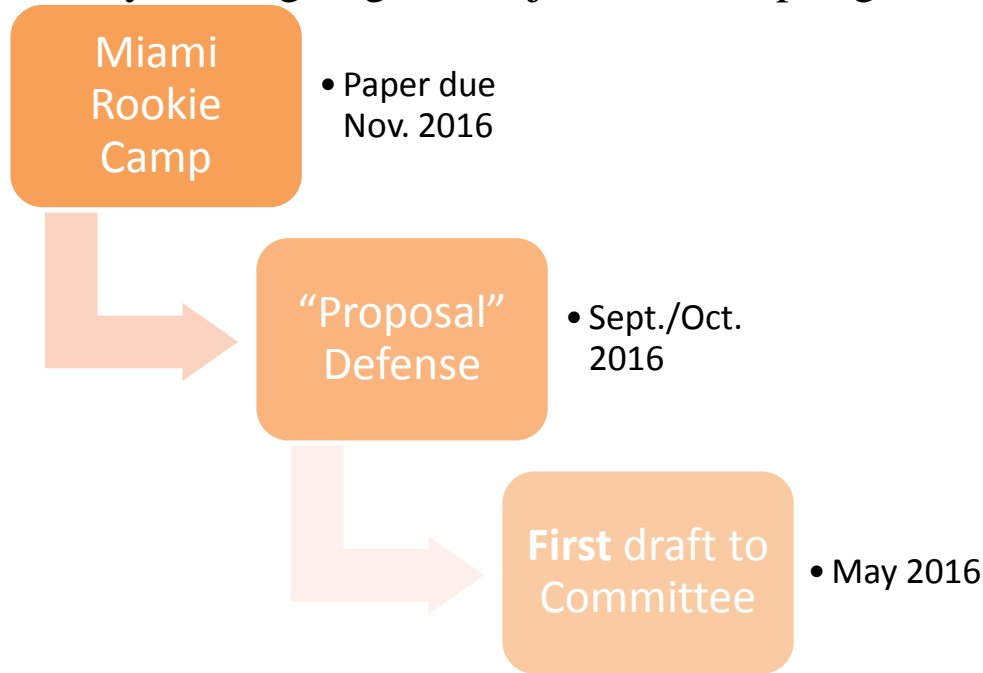 Miami
Rookie
Camp
• Paper due
Nov. 2016
“Proposal”
Defense
• Sept./Oct.
2016
First draft to
Committee
• May 2016